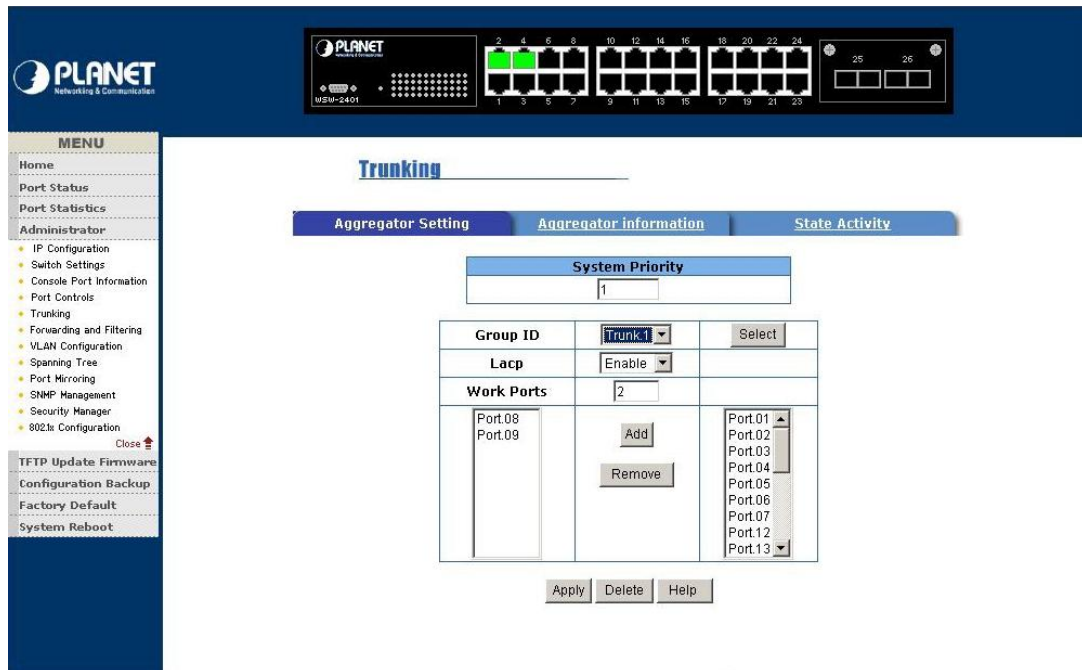 PLANET
Networking & Communication
PLANET
Networking & Communication
WSW-2401
2 4 6 8 10 12 14 16 18 20 22 24
1 3 5 7 9 11 13 15 17 19 21 23
25 26
MENU
Home
Port Status
Port Statistics
Administrator
IP Configuration
Switch Settings
Console Port Information
Port Controls
Trunking
Forwarding and Filtering
VLAN Configuration
Spanning Tree
Port Mirroring
SNMP Management
Security Manager
802.1x Configuration
Close
TFTP Update Firmware
Configuration Backup
Factory Default
System Reboot
Trunking
Aggregator Setting Aggregator information State Activity
System Priority
1
Group ID Trunk.1 Select
Lacp Enable
Work Ports 2
Port.08
Port.09
Add
Remove
Port.01
Port.02
Port.03
Port.04
Port.05
Port.06
Port.07
Port.12
Port.13
Apply Delete Help